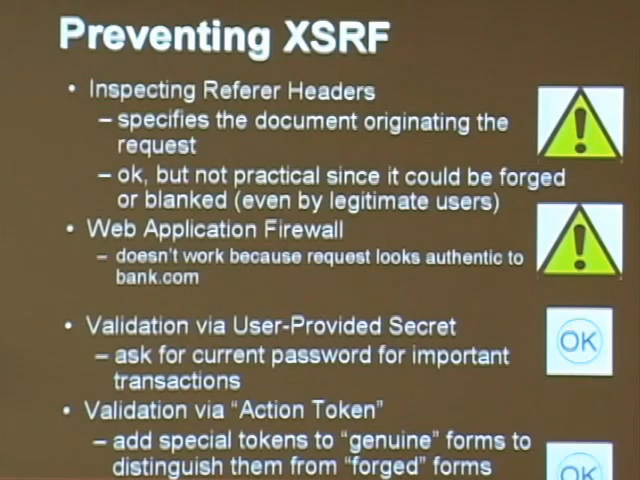 Preventing XSRF
• Inspecting Referer Headers
– specifies the document originating the
request
– ok, but not practical since it could be forged
or blanked (even by legitimate users)
• Web Application Firewall
– doesn't work because request looks authentic to
bank.com
• Validation via User-Provided Secret
– ask for current password for important
transactions
OK
• Validation via “Action Token”
– add special tokens to “genuine” forms to
distinguish them from “forged” forms
OK